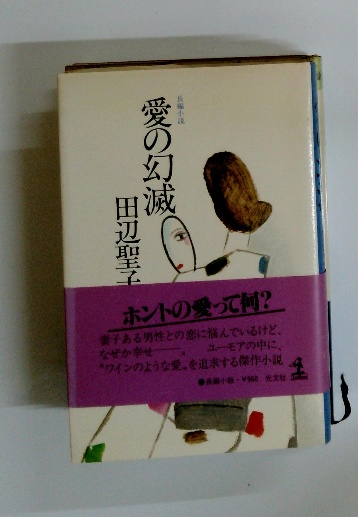 長編小説
愛の幻滅
田辺聖子
ホントの愛って何?
妻子ある男性との恋に悩んでいるけど、
なぜか幸せ――。ユーモアの中に、
"ワインのような愛"を追求する傑作小説
●長編小説・¥980 光文社